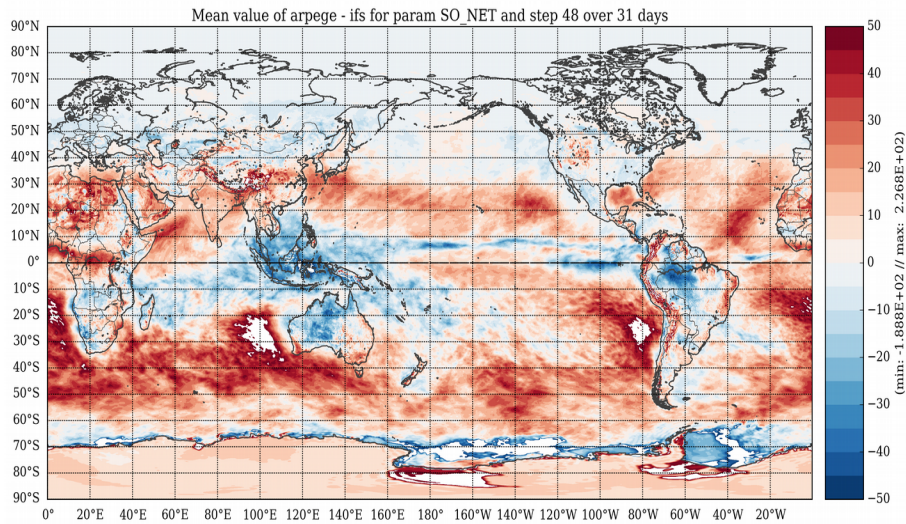 Mean value of arpege - ifs for param SO_NET and step 48 over 31 days
90°N
80°N
70°N
60°N
50°N
40°N
30°N
20°N
10°N
0°
10°S
20°S
30°S
40°S
50°S
60°S
70°S
80°S
90°S
0° 20°E 40°E 60°E 80°E 100°E 120°E 140°E 160°E 160°W 140°W 120°W 100°W 80°W 60°W 40°W 20°W
50
40
30
20
10
0
−10
−20
−30
−40
−50
(min: -1.888E+02 // max: 2.268E+02)